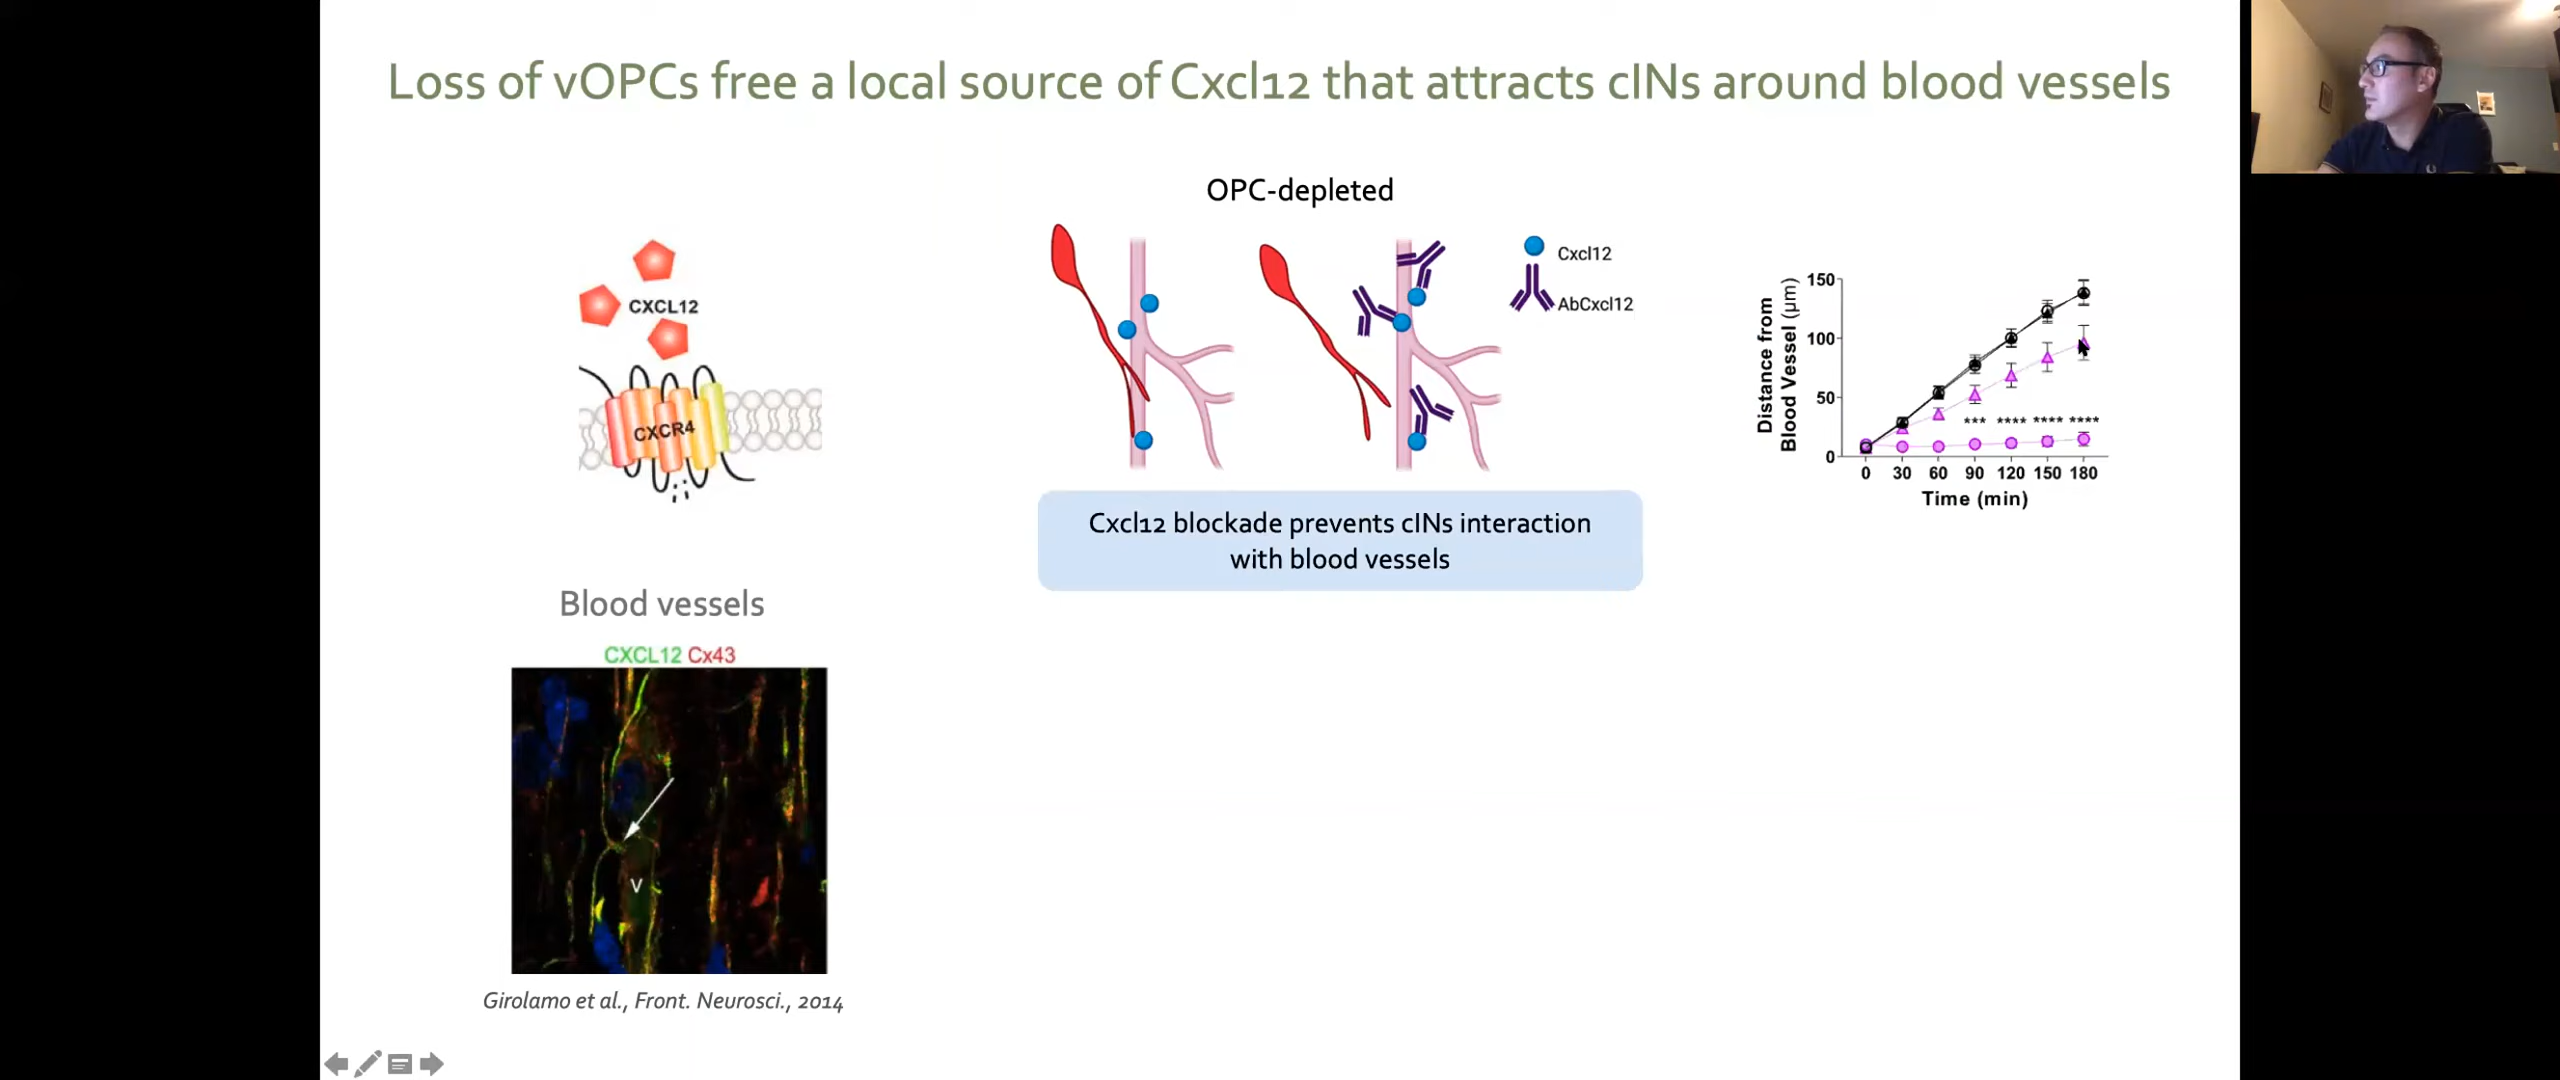 Loss of vOPCs free a local source of Cxcl12 that attracts cINs around blood vessels
CXCL12
CXCR4
Blood vessels
CXCL12 Cx43
V
Girolamo et al., Front. Neurosci., 2014
OPC-depleted
Cxcl12
AbCxcl12
Cxcl12 blockade prevents cINs interaction
with blood vessels
Distance from
Blood Vessel (µm)
150
100
50
0
*** **** **** ****
0 30 60 90 120 150 180
Time (min)